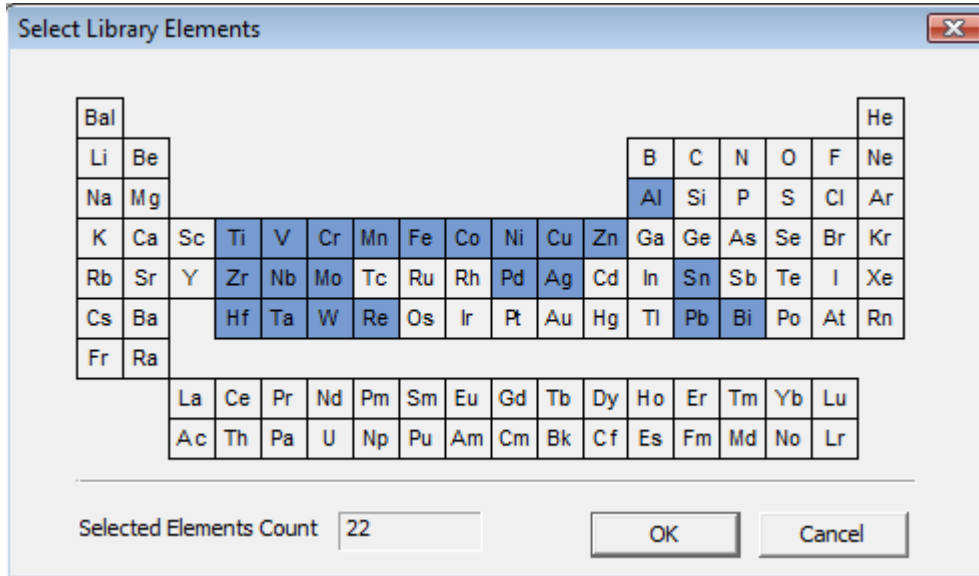 Select Library Elements
Bal He
Li Be B C N O F Ne
Na Mg Al Si P S Cl Ar
K Ca Sc Ti V Cr Mn Fe Co Ni Cu Zn Ga Ge As Se Br Kr
Rb Sr Y Zr Nb Mo Tc Ru Rh Pd Ag Cd In Sn Sb Te I Xe
Cs Ba Hf Ta W Re Os Ir Pt Au Hg Tl Pb Bi Po At Rn
Fr Ra
La Ce Pr Nd Pm Sm Eu Gd Tb Dy Ho Er Tm Yb Lu
Ac Th Pa U Np Pu Am Cm Bk Cf Es Fm Md No Lr
Selected Elements Count 22 OK Cancel